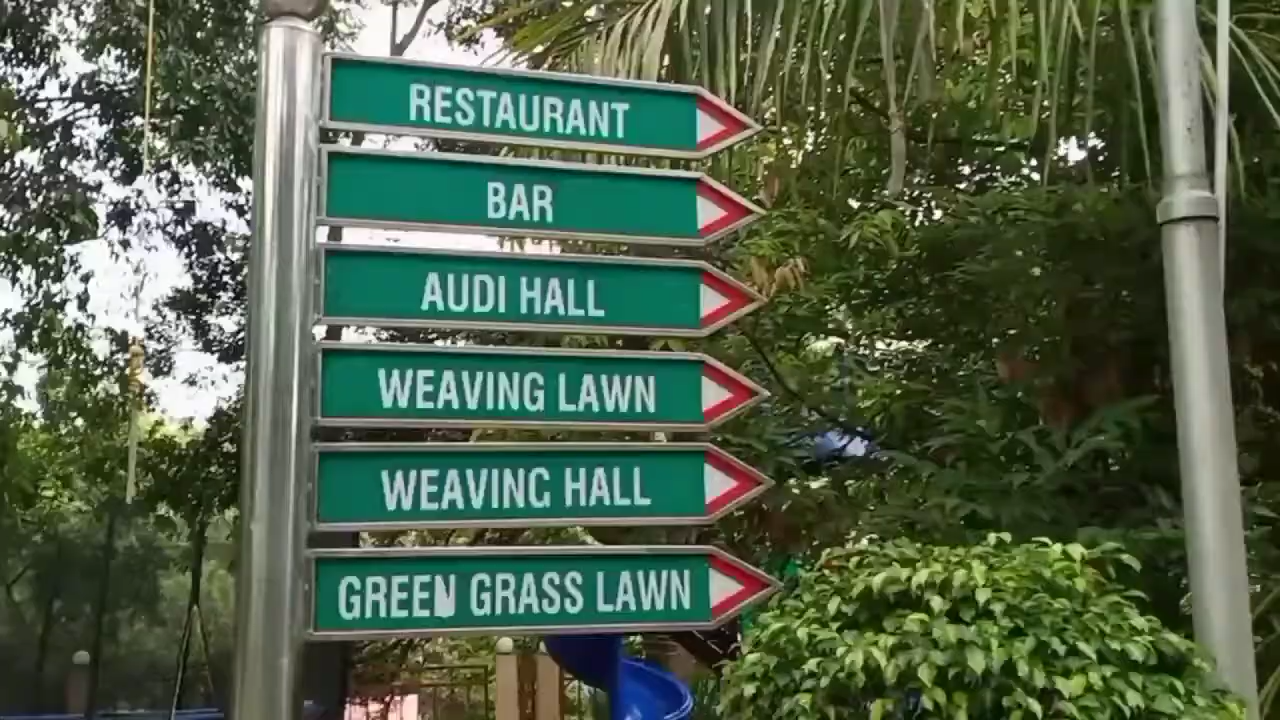 RESTAURANT
BAR
AUDI HALL
WEAVING LAWN
WEAVING HALL
GREEN GRASS LAWN